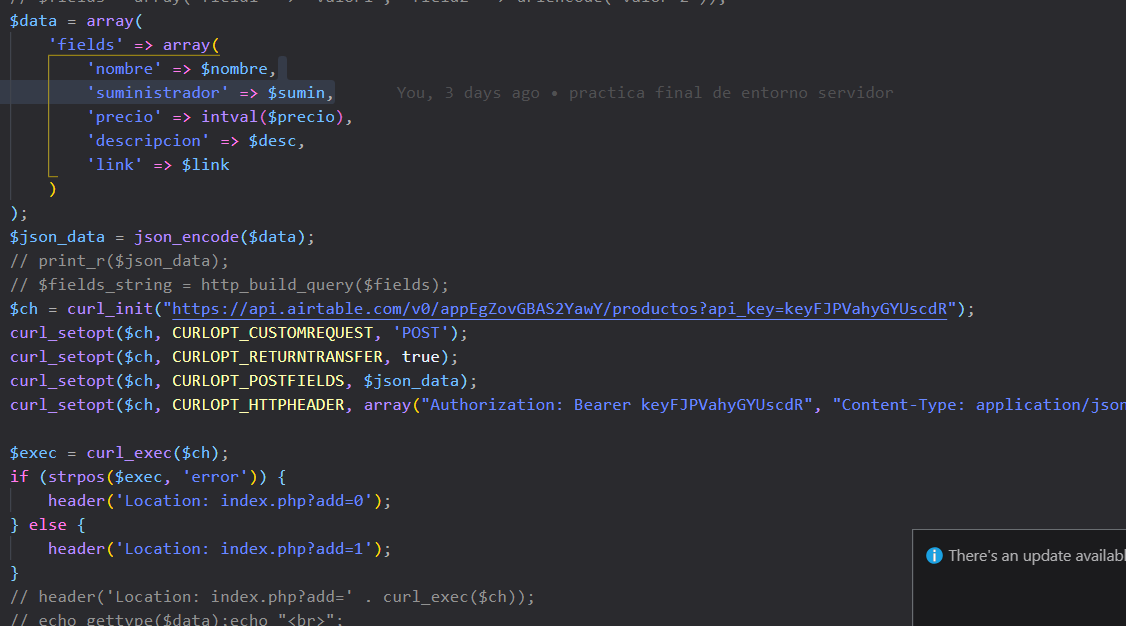 // $fields = array('field1' => 'valor1', 'field2' => urlencode('valor 2'));
$data = array(
'fields' => array(
'nombre' => $nombre,
'suministrador' => $sumin, You, 3 days ago • practica final de entorno servidor
'precio' => intval($precio),
'descripcion' => $desc,
'link' => $link
)
);
$json_data = json_encode($data);
// print_r($json_data);
// $fields_string = http_build_query($fields);
$ch = curl_init("https://api.airtable.com/v0/appEgZovGBAS2YawY/productos?api_key=keyFJPVahyGYUscdR");
curl_setopt($ch, CURLOPT_CUSTOMREQUEST, 'POST');
curl_setopt($ch, CURLOPT_RETURNTRANSFER, true);
curl_setopt($ch, CURLOPT_POSTFIELDS, $json_data);
curl_setopt($ch, CURLOPT_HTTPHEADER, array("Authorization: Bearer keyFJPVahyGYUscdR", "Content-Type: application/json
$exec = curl_exec($ch);
if (strpos($exec, 'error')) {
header('Location: index.php?add=0');
} else {
header('Location: index.php?add=1');
}
There's an update availabl
// header('Location: index.php?add=' . curl_exec($ch));
// echo gettype($data);echo "<br>";